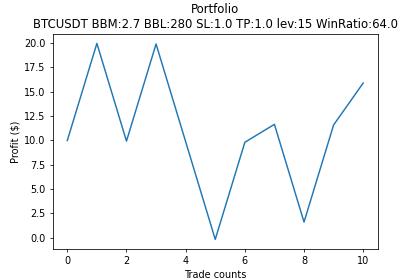 Portfolio
BTCUSDT BBM:2.7 BBL:280 SL:1.0 TP:1.0 lev:15 WinRatio:64.0
20.0
17.5
15.0
12.5
10.0
7.5
5.0
2.5
0.0
Profit ($)
0 2 4 6 8 10
Trade counts